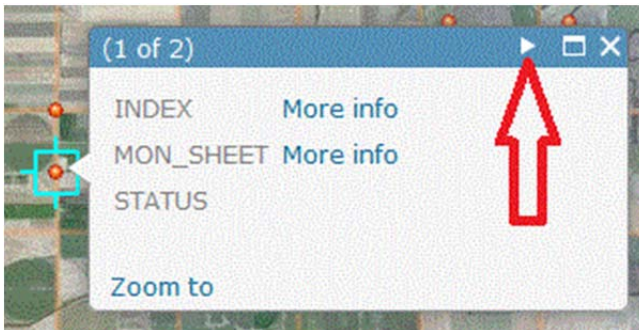 (1 of 2)
INDEX More info
MON_SHEET More info
STATUS
Zoom to